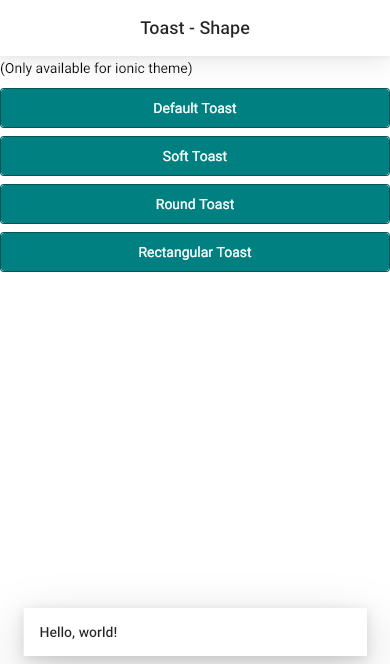 Toast - Shape
(Only available for ionic theme)
Default Toast
Soft Toast
Round Toast
Rectangular Toast
Hello, world!